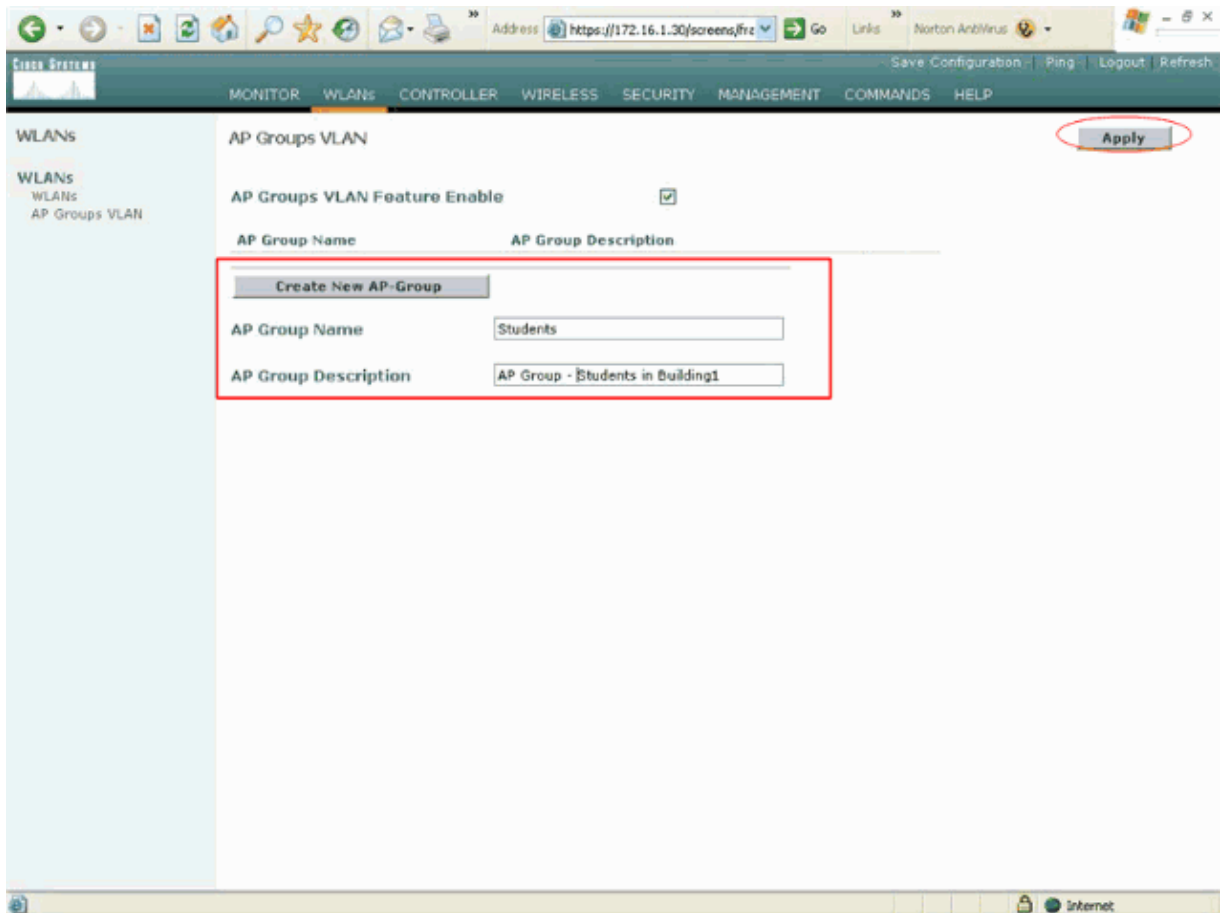 » Address https://172.16.1.30/screens/fra Go Links » Norton AntiVirus
CISCO SYSTEMS
Save Configuration | Ping | Logout | Refresh
MONITOR WLANs CONTROLLER WIRELESS SECURITY MANAGEMENT COMMANDS HELP
WLANs
WLANs
WLANs
AP Groups VLAN
AP Groups VLAN
Apply
AP Groups VLAN Feature Enable
AP Group Name AP Group Description
Create New AP-Group
AP Group Name Students
AP Group Description AP Group - Students in Building1
Internet